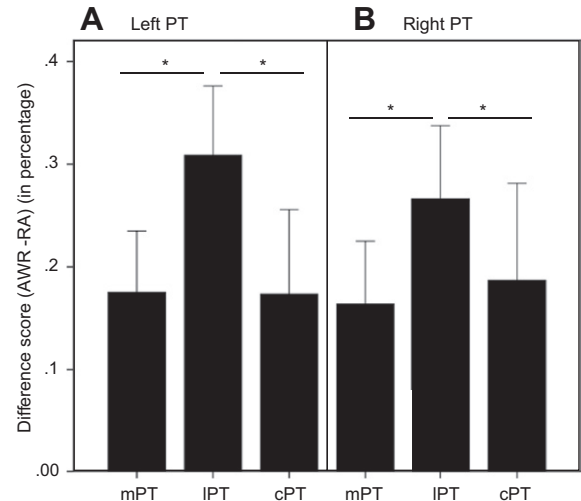 A Left PT B Right PT
Difference score (AWR -RA) (in percentage)
.4
.3
.2
.1
.00
* *
* *
mPT lPT cPT mPT lPT cPT